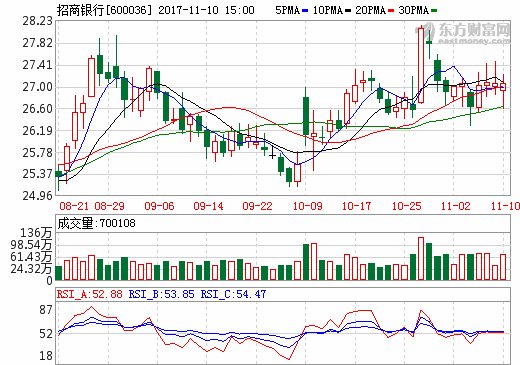 招商银行[600036] 2017-11-10 15:00 5PMA 10PMA 20PMA 30PMA
东方财富网
eastmoney.com
28.23
27.82
27.41
27.00
26.60
26.19
25.78
25.37
24.96
08-21 08-29 09-06 09-14 09-22 10-09 10-17 10-25 11-02 11-10
成交量:700108
136万
98.54万
61.43万
24.32万
0
RSI_A:52.88 RSI_B:53.85 RSI_C:54.47
87
52
18